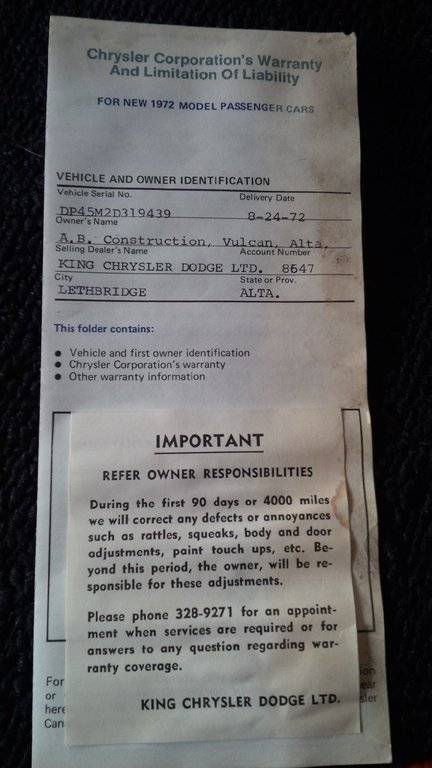 Chrysler Corporation's Warranty
And Limitation Of Liability
FOR NEW 1972 MODEL PASSENGER CARS
VEHICLE AND OWNER IDENTIFICATION
Vehicle Serial No. Delivery Date
DP45M2D319439 8-24-72
Owner's Name
A.B. Construction, Vulcan, Alta.
Selling Dealer's Name Account Number
KING CHRYSLER DODGE LTD. 8647
City State or Prov.
LETHBRIDGE ALTA.
This folder contains:
● Vehicle and first owner identification
● Chrysler Corporation's warranty
● Other warranty information
IMPORTANT
REFER OWNER RESPONSIBILITIES
During the first 90 days or 4000 miles
we will correct any defects or annoyances
such as rattles, squeaks, body and door
adjustments, paint touch ups, etc. Be-
yond this period, the owner, will be re-
sponsible for these adjustments.
Please phone 328-9271 for an appoint-
ment when services are required or for
answers to any question regarding war-
ranty coverage.
KING CHRYSLER DODGE LTD.
For
or
here
Can